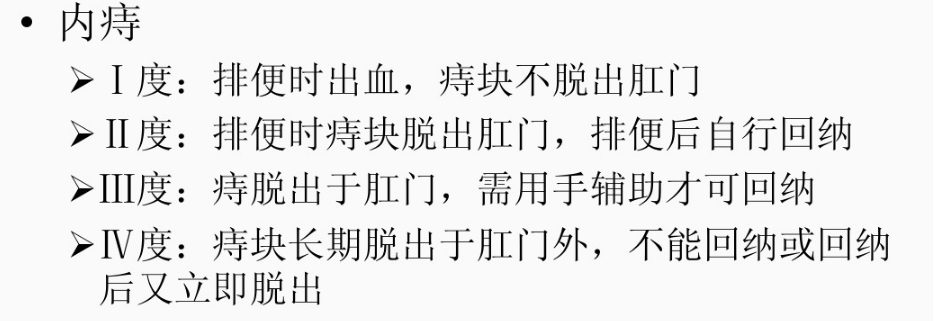 • 内痔
➢Ⅰ度：排便时出血，痔块不脱出肛门
➢Ⅱ度：排便时痔块脱出肛门，排便后自行回纳
➢Ⅲ度：痔脱出于肛门，需用手辅助才可回纳
➢Ⅳ度：痔块长期脱出于肛门外，不能回纳或回纳
后又立即脱出